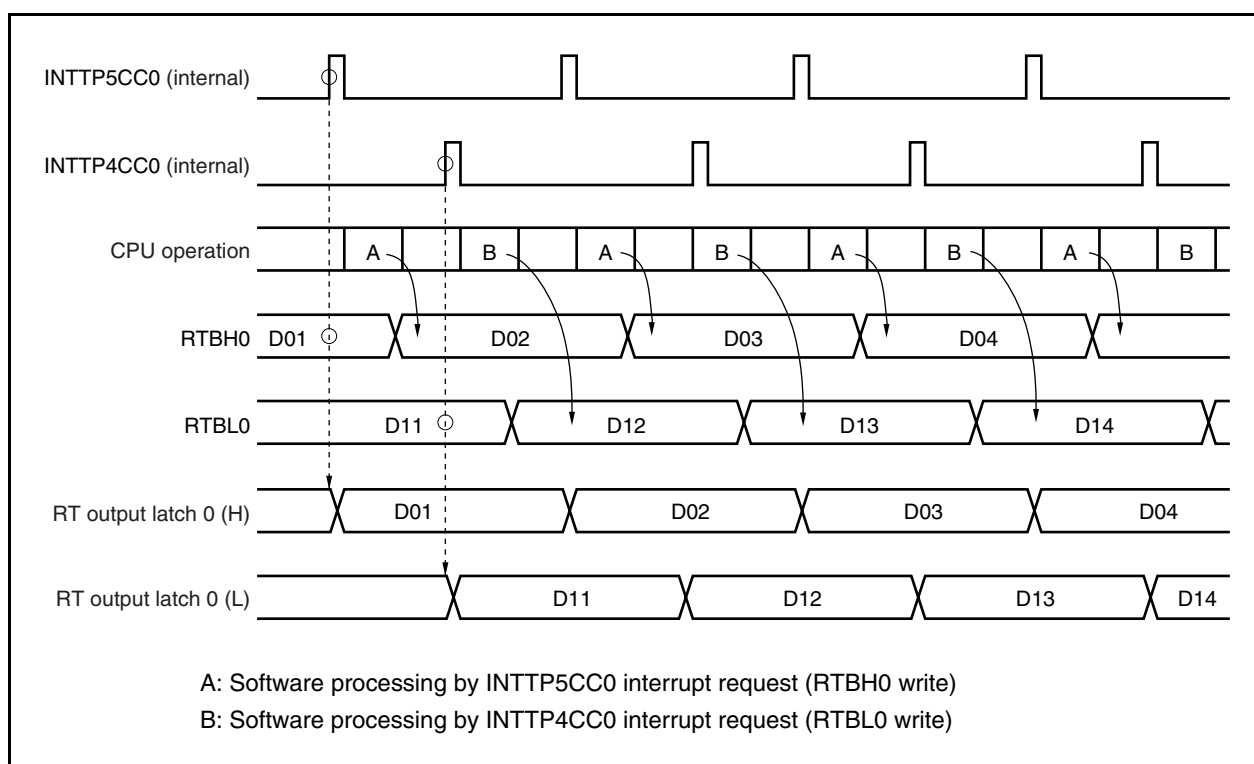 INTTP5CC0 (internal)
INTTP4CC0 (internal)
CPU operation A B A B A B A B
RTBH0 D01 D02 D03 D04
RTBL0 D11 D12 D13 D14
RT output latch 0 (H) D01 D02 D03 D04
RT output latch 0 (L) D11 D12 D13 D14
A: Software processing by INTTP5CC0 interrupt request (RTBH0 write)
B: Software processing by INTTP4CC0 interrupt request (RTBL0 write)